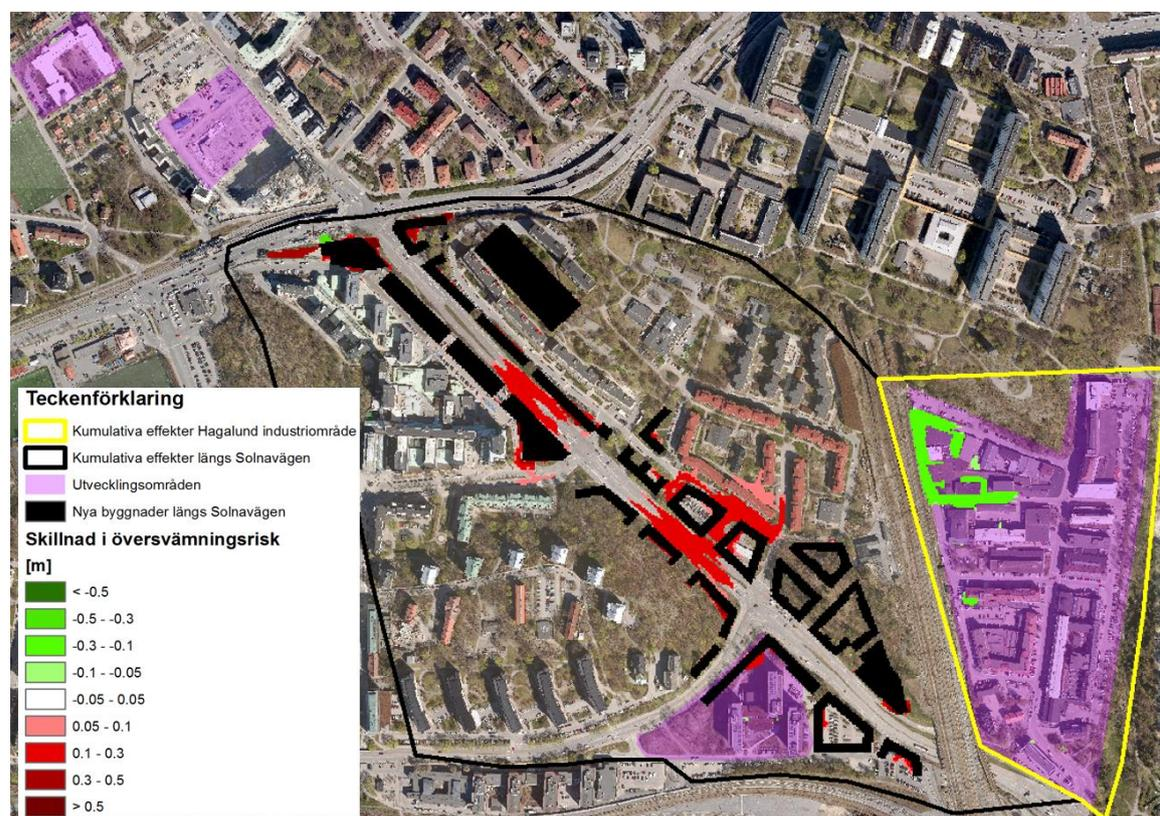 Teckenförklaring
Kumulativa effekter Hagalund industriområde
Kumulativa effekter längs Solnavägen
Utvecklingsområden
Nya byggnader längs Solnavägen
Skillnad i översvämningsrisk
[m]
< -0.5
-0.5 - -0.3
-0.3 - -0.1
-0.1 - -0.05
-0.05 - 0.05
0.05 - 0.1
0.1 - 0.3
0.3 - 0.5
> 0.5